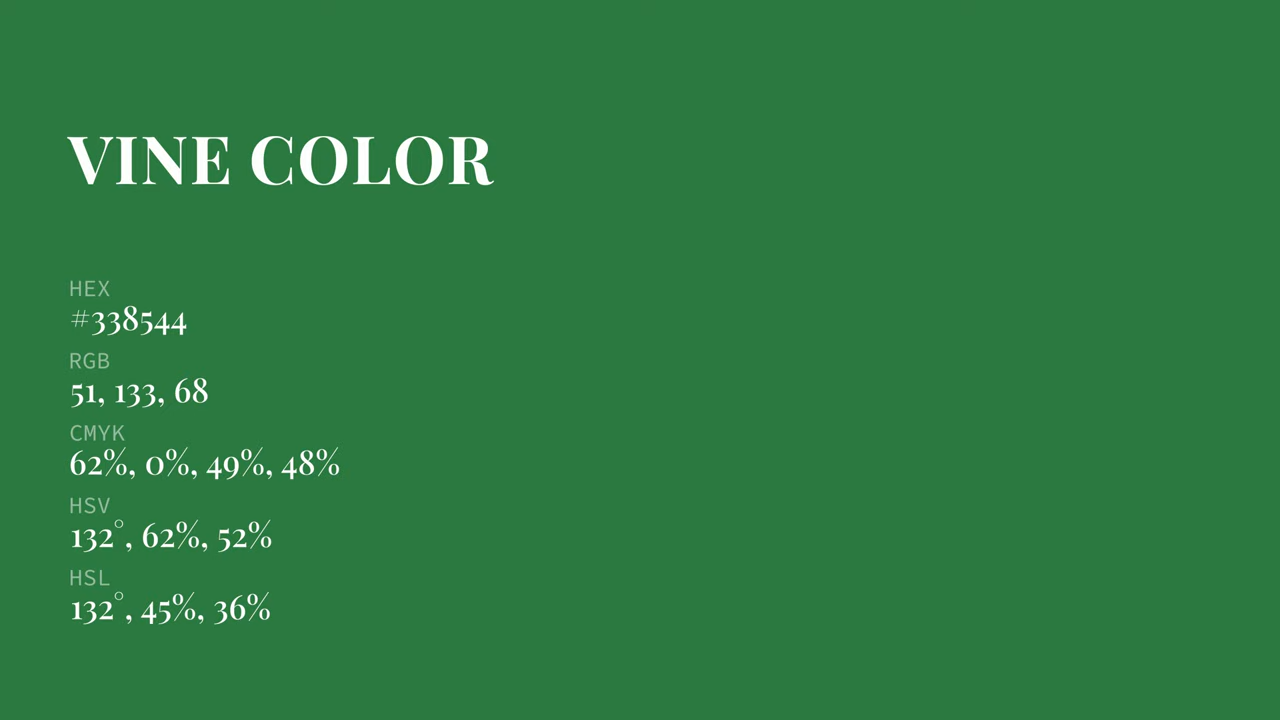 VINE COLOR
HEX
#338544
RGB
51, 133, 68
CMYK
62%, 0%, 49%, 48%
HSV
132°, 62%, 52%
HSL
132°, 45%, 36%